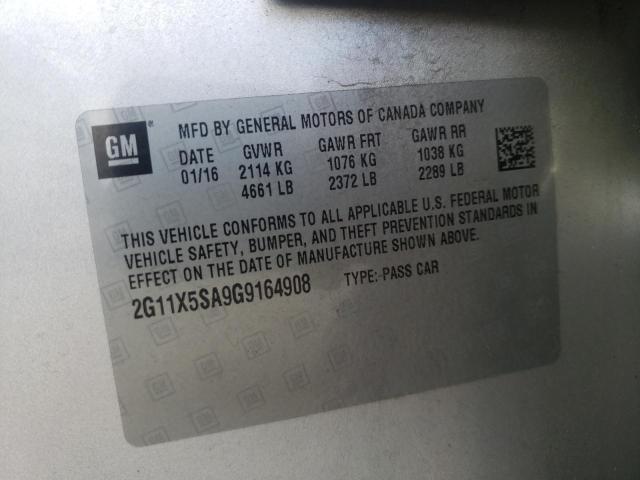 GM
MFD BY GENERAL MOTORS OF CANADA COMPANY
DATE GVWR GAWR FRT GAWR RR
01/16 2114 KG 1076 KG 1038 KG
4661 LB 2372 LB 2289 LB
THIS VEHICLE CONFORMS TO ALL APPLICABLE U.S. FEDERAL MOTOR
VEHICLE SAFETY, BUMPER, AND THEFT PREVENTION STANDARDS IN
EFFECT ON THE DATE OF MANUFACTURE SHOWN ABOVE.
2G11X5SA9G9164908 TYPE: PASS CAR